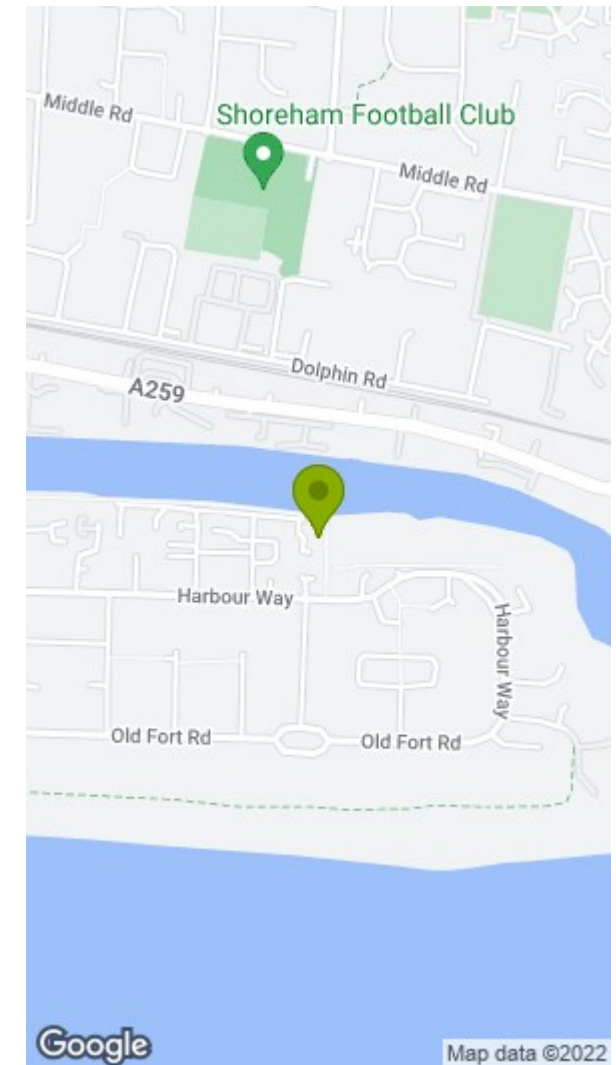 Middle Rd
Shoreham Football Club
Middle Rd
Dolphin Rd
A259
Harbour Way
Harbour Way
Old Fort Rd
Old Fort Rd
Google
Map data ©2022